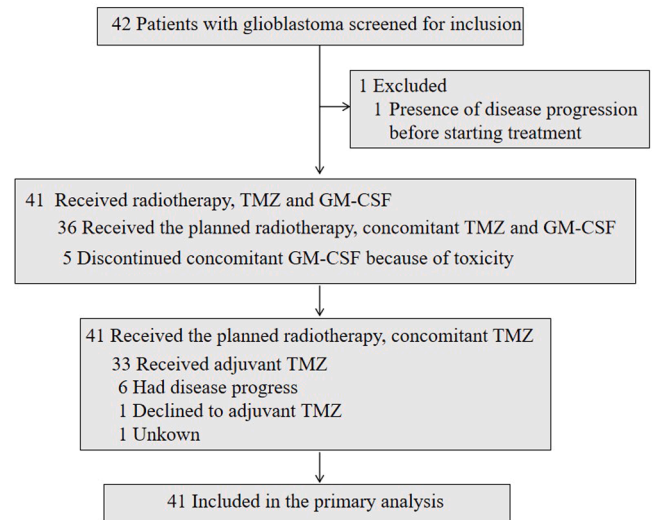 42 Patients with glioblastoma screened for inclusion
1 Excluded
1 Presence of disease progression
before starting treatment
41 Received radiotherapy, TMZ and GM-CSF
36 Received the planned radiotherapy, concomitant TMZ and GM-CSF
5 Discontinued concomitant GM-CSF because of toxicity
41 Received the planned radiotherapy, concomitant TMZ
33 Received adjuvant TMZ
6 Had disease progress
1 Declined to adjuvant TMZ
1 Unkown
41 Included in the primary analysis